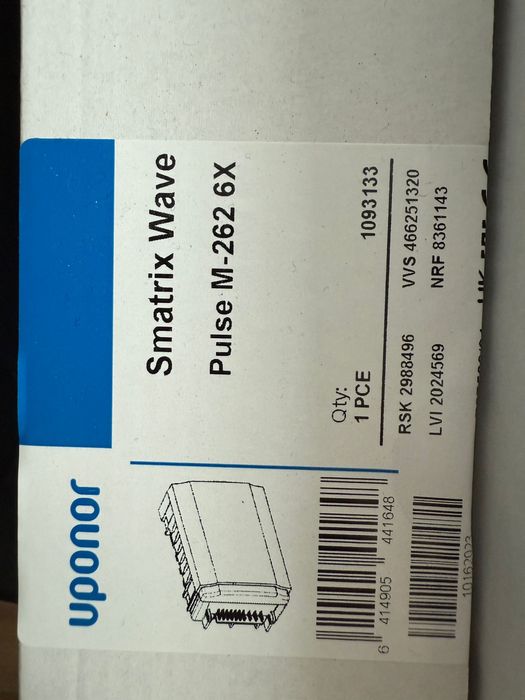 uponor
Smatrix Wave
Pulse M-262 6X
Qty:
1 PCE 1093133
RSK 2988496 VVS 466251320
LVI 2024569 NRF 8361143
6 414905 441648